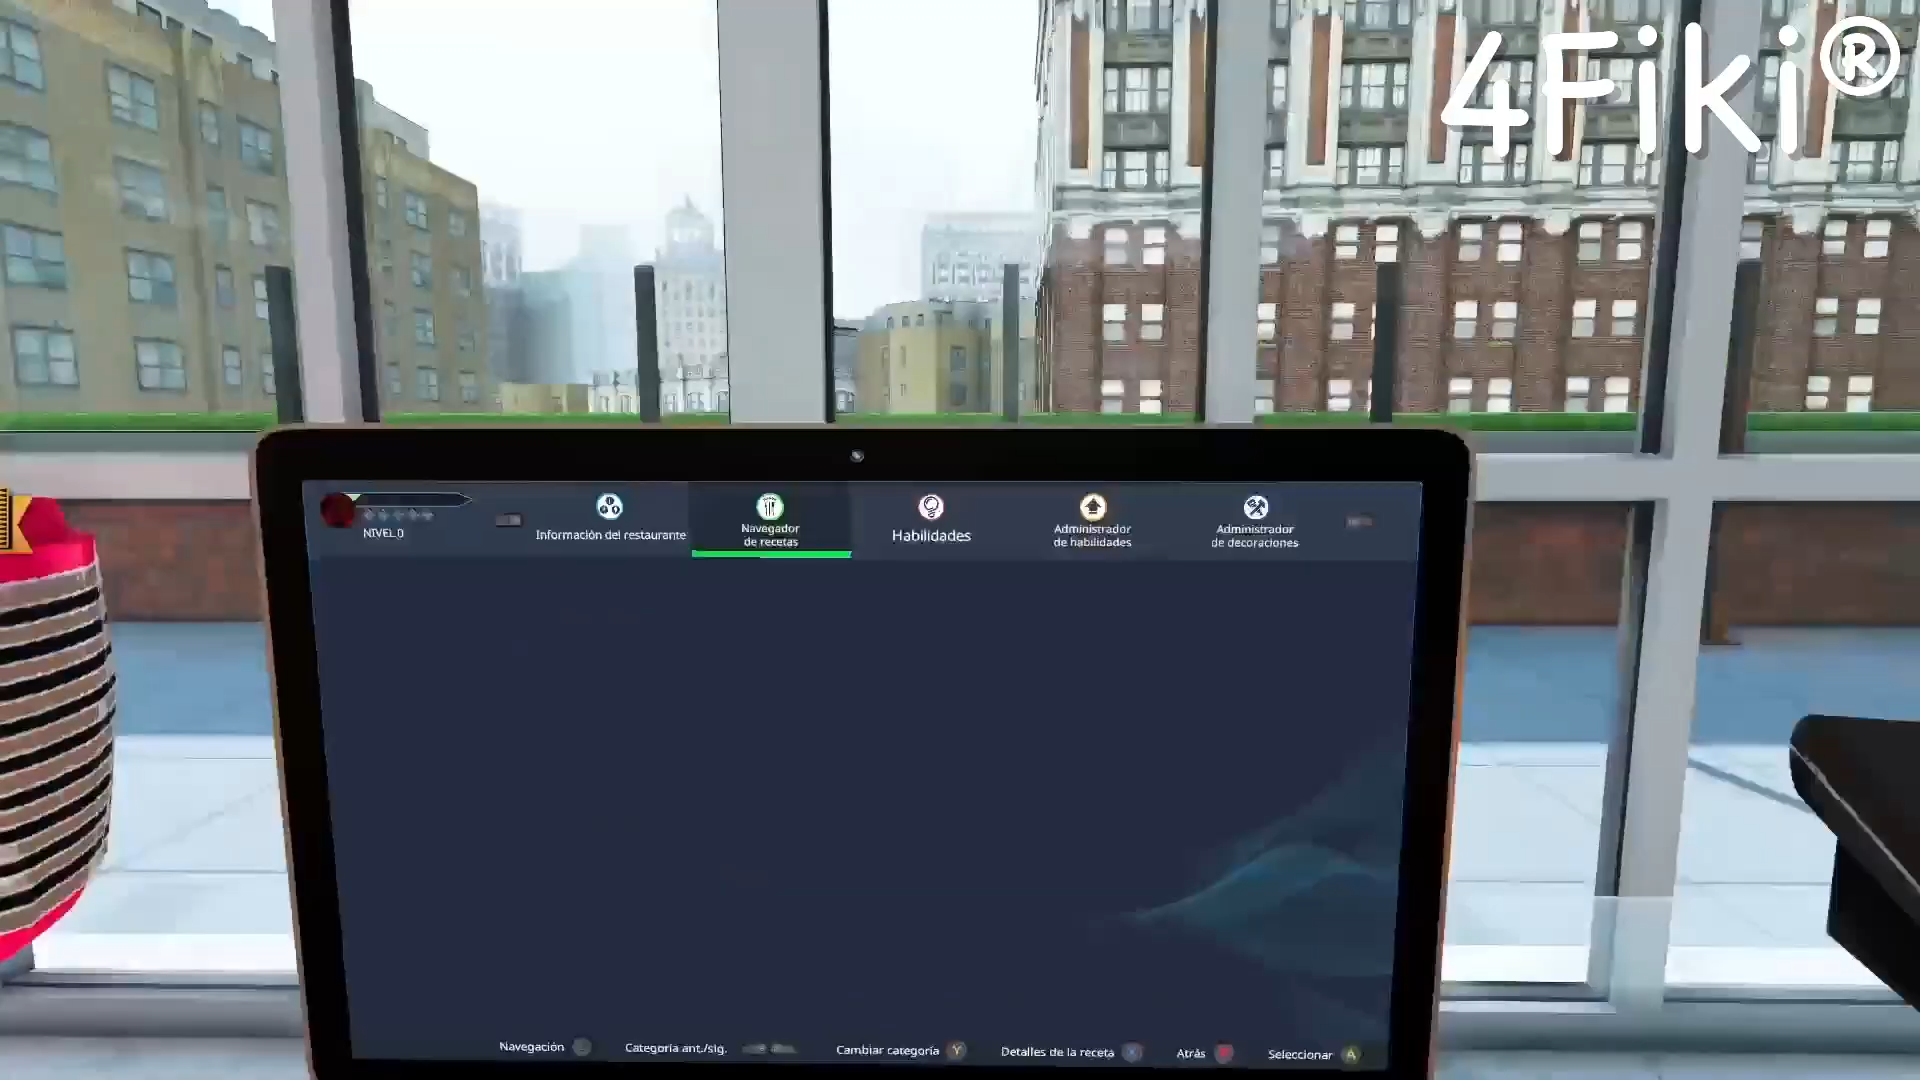 4Fiki®
NIVEL 0
Información del restaurante
Navegador
de recetas
Habilidades
Administrador
de habilidades
Administrador
de decoraciones
Navegación
Categoría ant./sig.
Cambiar categoría Y
Detalles de la receta X
Atrás
Seleccionar A